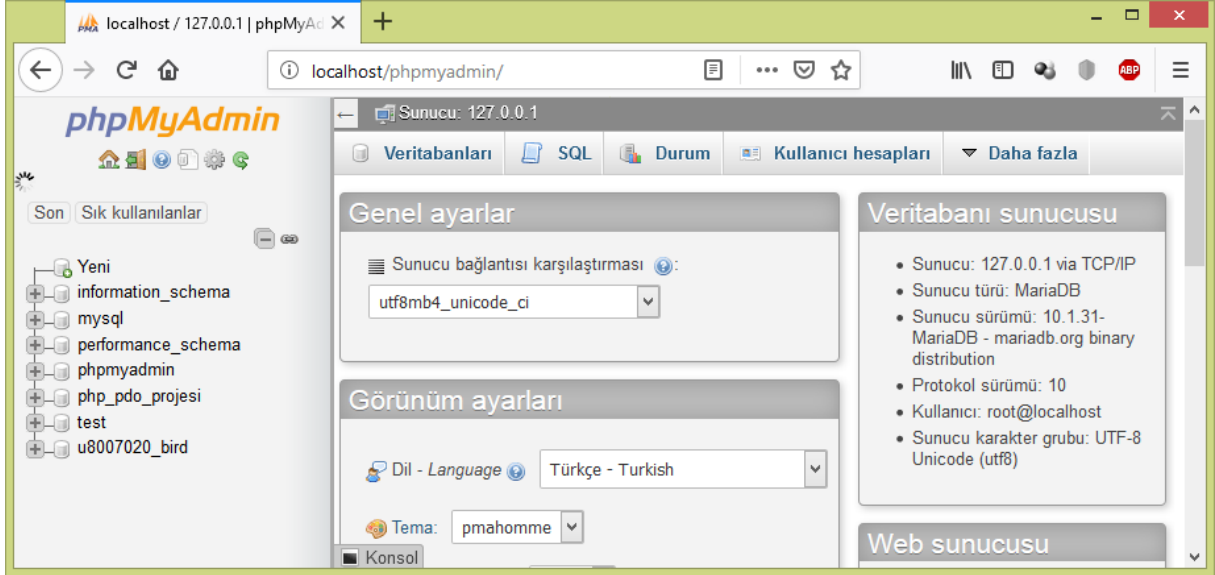 localhost / 127.0.0.1 | phpMyAd
localhost/phpmyadmin/
ABP
phpMyAdmin
Son Sık kullanılanlar
Yeni
information_schema
mysql
performance_schema
phpmyadmin
php_pdo_projesi
test
u8007020_bird
Sunucu: 127.0.0.1
Veritabanları SQL Durum Kullanıcı hesapları Daha fazla
Genel ayarlar
Sunucu bağlantısı karşılaştırması :
utf8mb4_unicode_ci
Görünüm ayarları
Dil - Language Türkçe - Turkish
Tema: pmahomme
Konsol
Veritabanı sunucusu
• Sunucu: 127.0.0.1 via TCP/IP
• Sunucu türü: MariaDB
• Sunucu sürümü: 10.1.31-
MariaDB - mariadb.org binary
distribution
• Protokol sürümü: 10
• Kullanıcı: root@localhost
• Sunucu karakter grubu: UTF-8
Unicode (utf8)
Web sunucusu